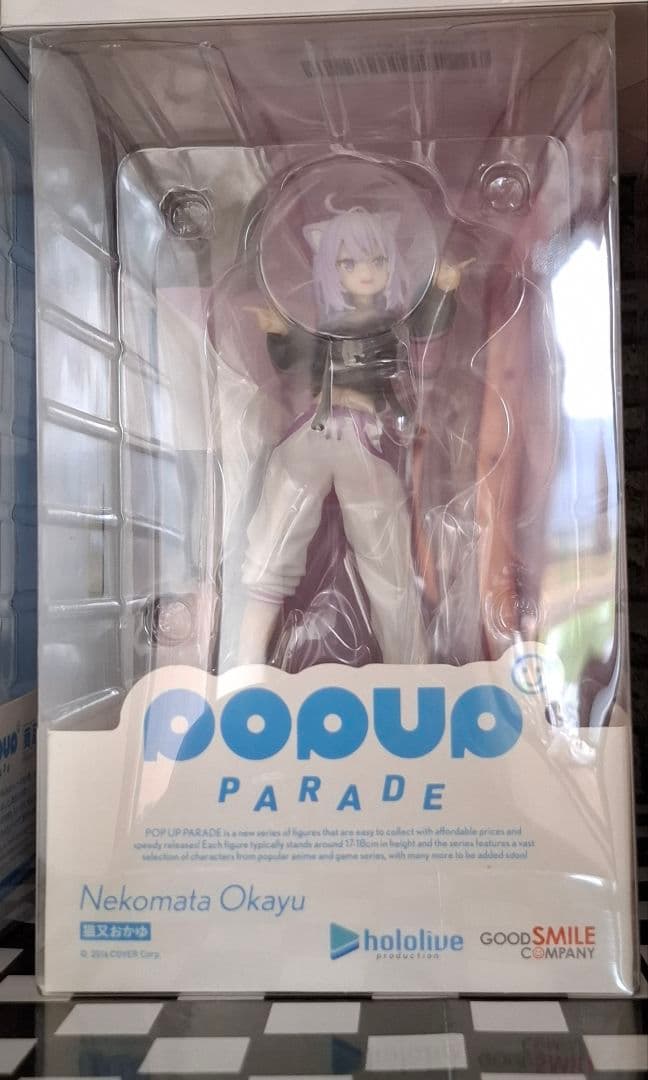 POPUP
PARADE
POP UP PARADE is a new series of figures that are easy to collect with affordable prices and
speedy releases! Each figure typically stands around 17-18cm in height and the series features a vast
selection of characters from popular anime and game series, with many more to be added soon!
Nekomata Okayu
猫又おかゆ
© 2016 COVER Corp.
hololive
production
GOOD SMILE
COMPANY
POPUP